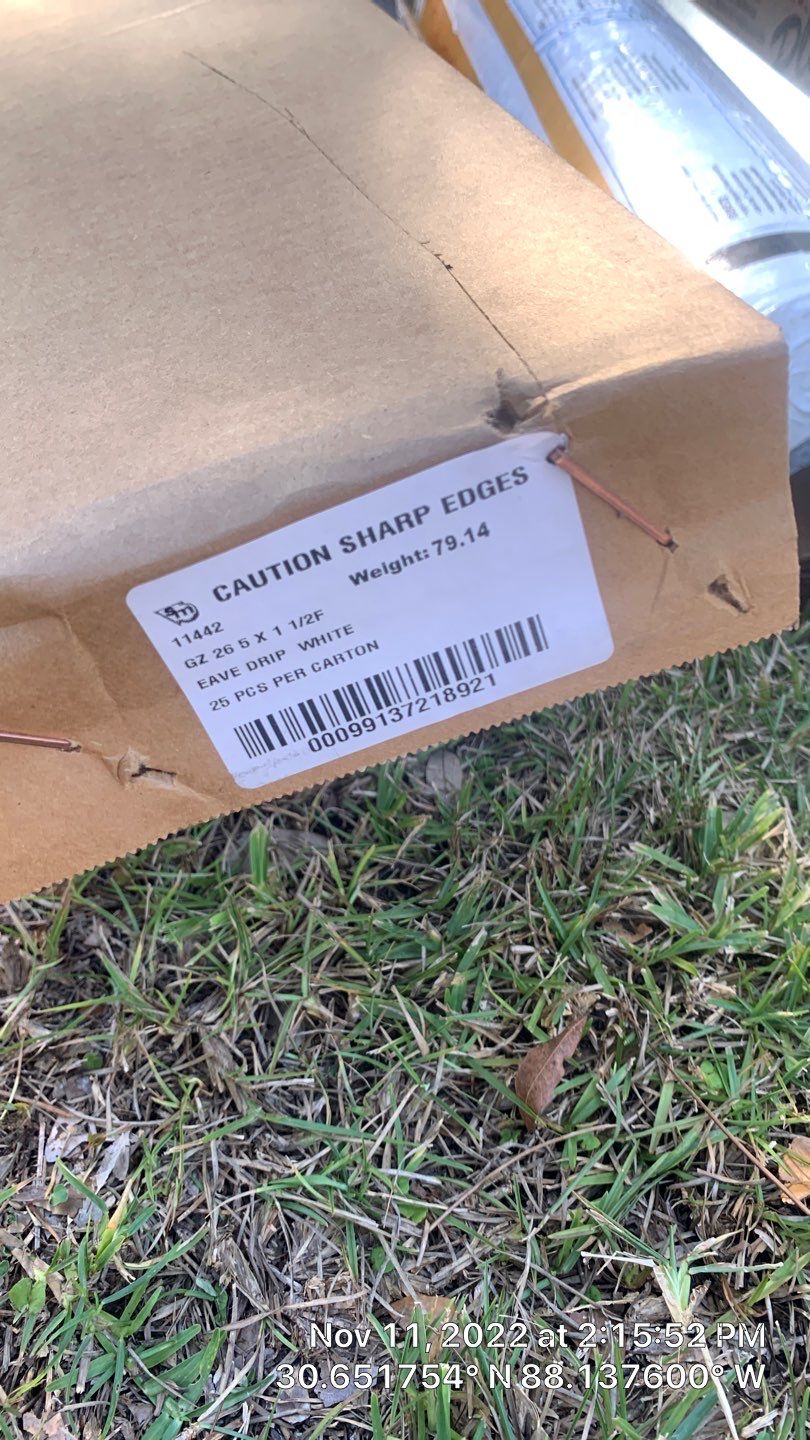 CAUTION SHARP EDGES
Weight: 79.14
11442
GZ 26 5 X 1 1/2F
EAVE DRIP WHITE
25 PCS PER CARTON
00099137218921
Nov 11, 2022 at 2:15:52 PM
30.651754° N 88.137600° W